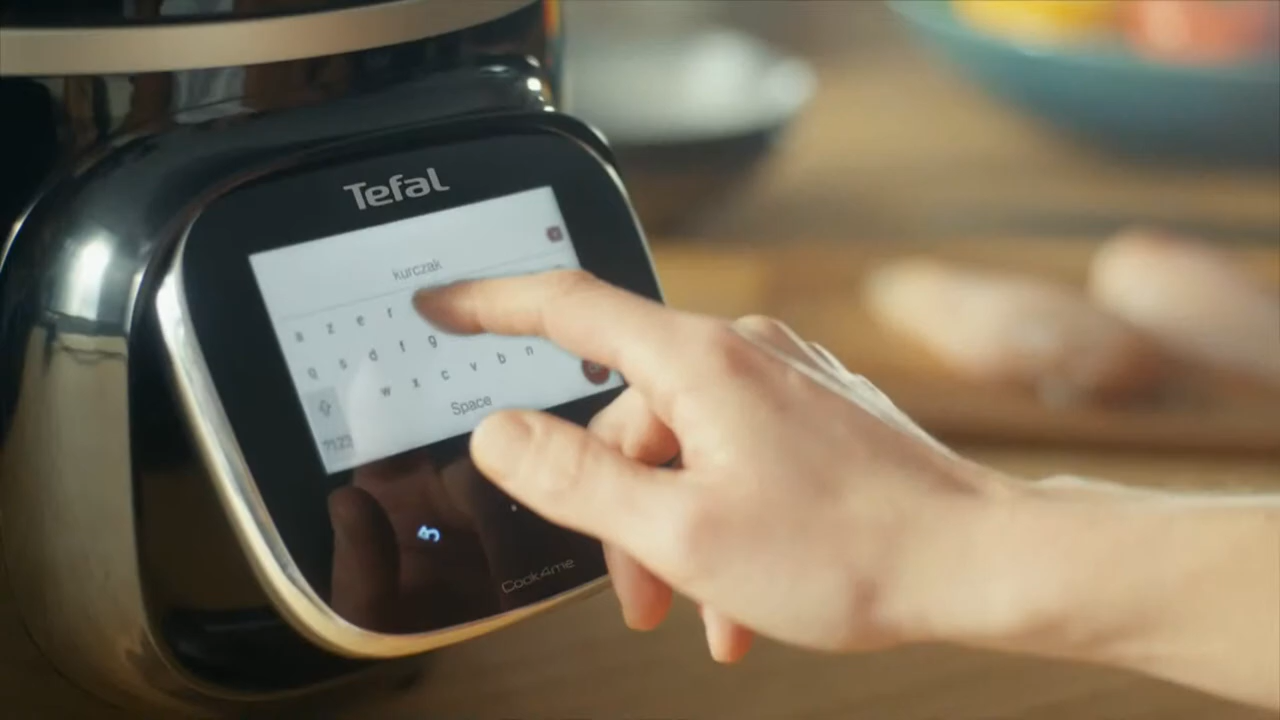 Tefal
kurczak
a z e r
q s d f g
w x c v b n
?123 Space
Cook4me